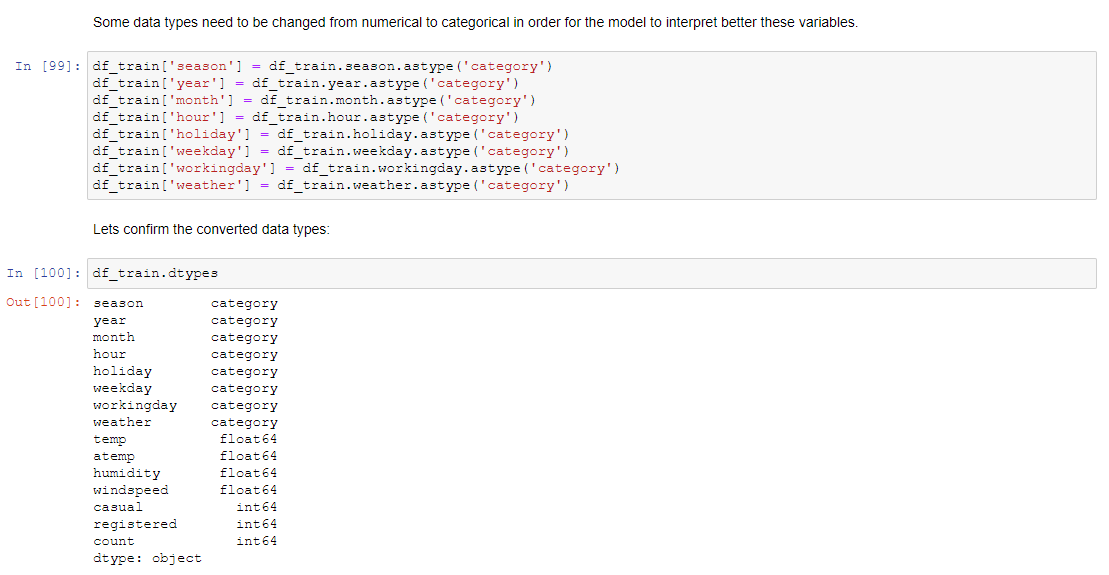 Some data types need to be changed from numerical to categorical in order for the model to interpret better these variables.
In [99]: df_train['season'] = df_train.season.astype('category')
df_train['year'] = df_train.year.astype('category')
df_train['month'] = df_train.month.astype('category')
df_train['hour'] = df_train.hour.astype('category')
df_train['holiday'] = df_train.holiday.astype('category')
df_train['weekday'] = df_train.weekday.astype('category')
df_train['workingday'] = df_train.workingday.astype('category')
df_train['weather'] = df_train.weather.astype('category')
Lets confirm the converted data types:
In [100]: df_train.dtypes
Out[100]: season        category
year          category
month         category
hour          category
holiday       category
weekday       category
workingday    category
weather       category
temp           float64
atemp          float64
humidity       float64
windspeed      float64
casual           int64
registered       int64
count            int64
dtype: object